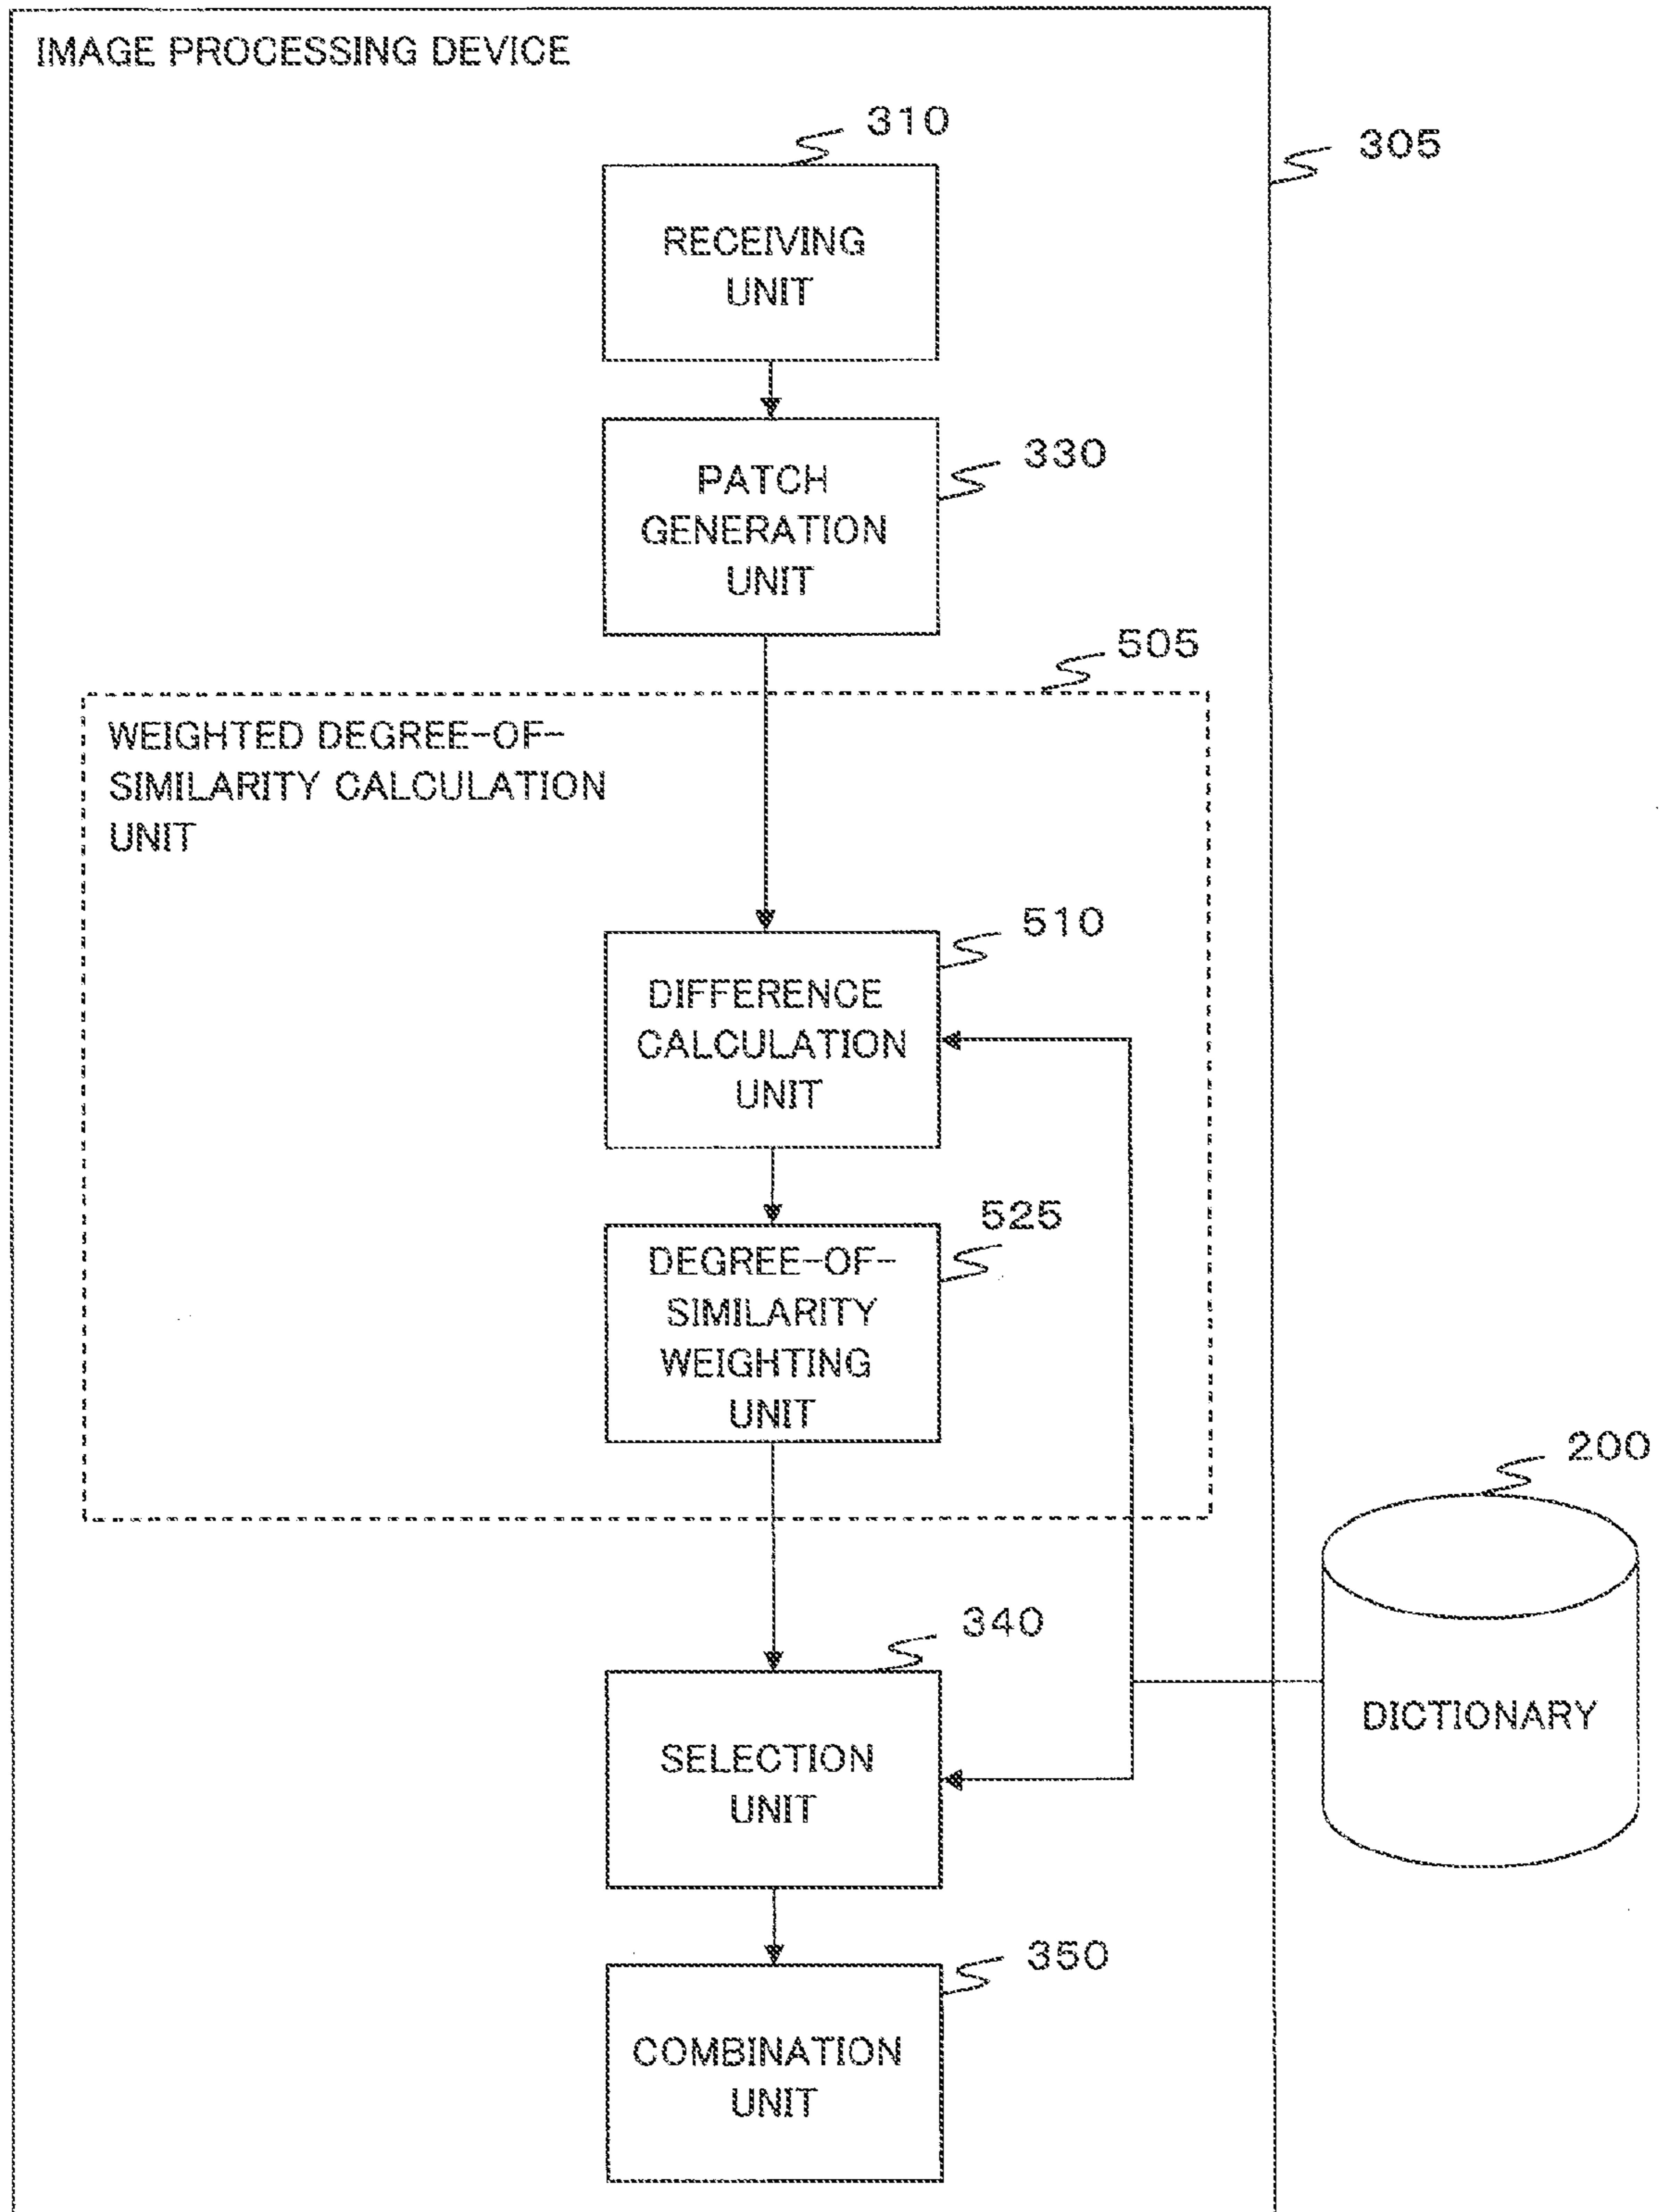 IMAGE PROCESSING DEVICE
310
305
RECEIVING
UNIT
330
PATCH
GENERATION
UNIT
505
WEIGHTED DEGREE-OF-
SIMILARITY CALCULATION
UNIT
510
DIFFERENCE
CALCULATION
UNIT
525
DEGREE-OF-
SIMILARITY
WEIGHTING
UNIT
200
DICTIONARY
340
SELECTION
UNIT
350
COMBINATION
UNIT